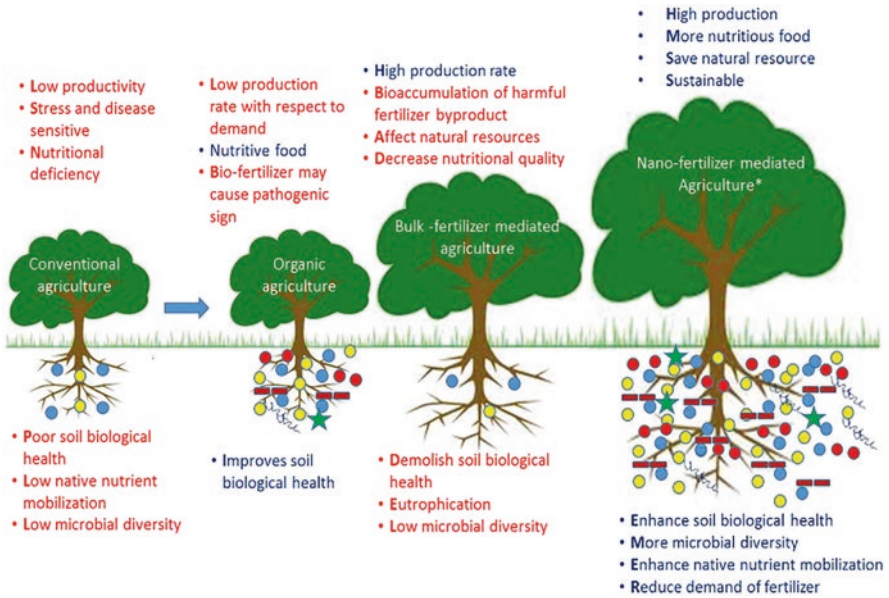 • Low productivity
• Stress and disease
sensitive
• Nutritional
deficiency
• Low production
rate with respect to
demand
• Nutritive food
• Bio-fertilizer may
cause pathogenic
sign
• High production rate
• Bioaccumulation of harmful
fertilizer byproduct
• Affect natural resources
• Decrease nutritional quality
• High production
• More nutritious food
• Save natural resource
• Sustainable
Conventional
agriculture
Organic
agriculture
Bulk -fertilizer mediated
agriculture
Nano-fertilizer mediated
Agriculture*
• Poor soil biological
health
• Low native nutrient
mobilization
• Low microbial diversity
• Improves soil
biological health
• Demolish soil biological
health
• Eutrophication
• Low microbial diversity
• Enhance soil biological health
• More microbial diversity
• Enhance native nutrient mobilization
• Reduce demand of fertilizer